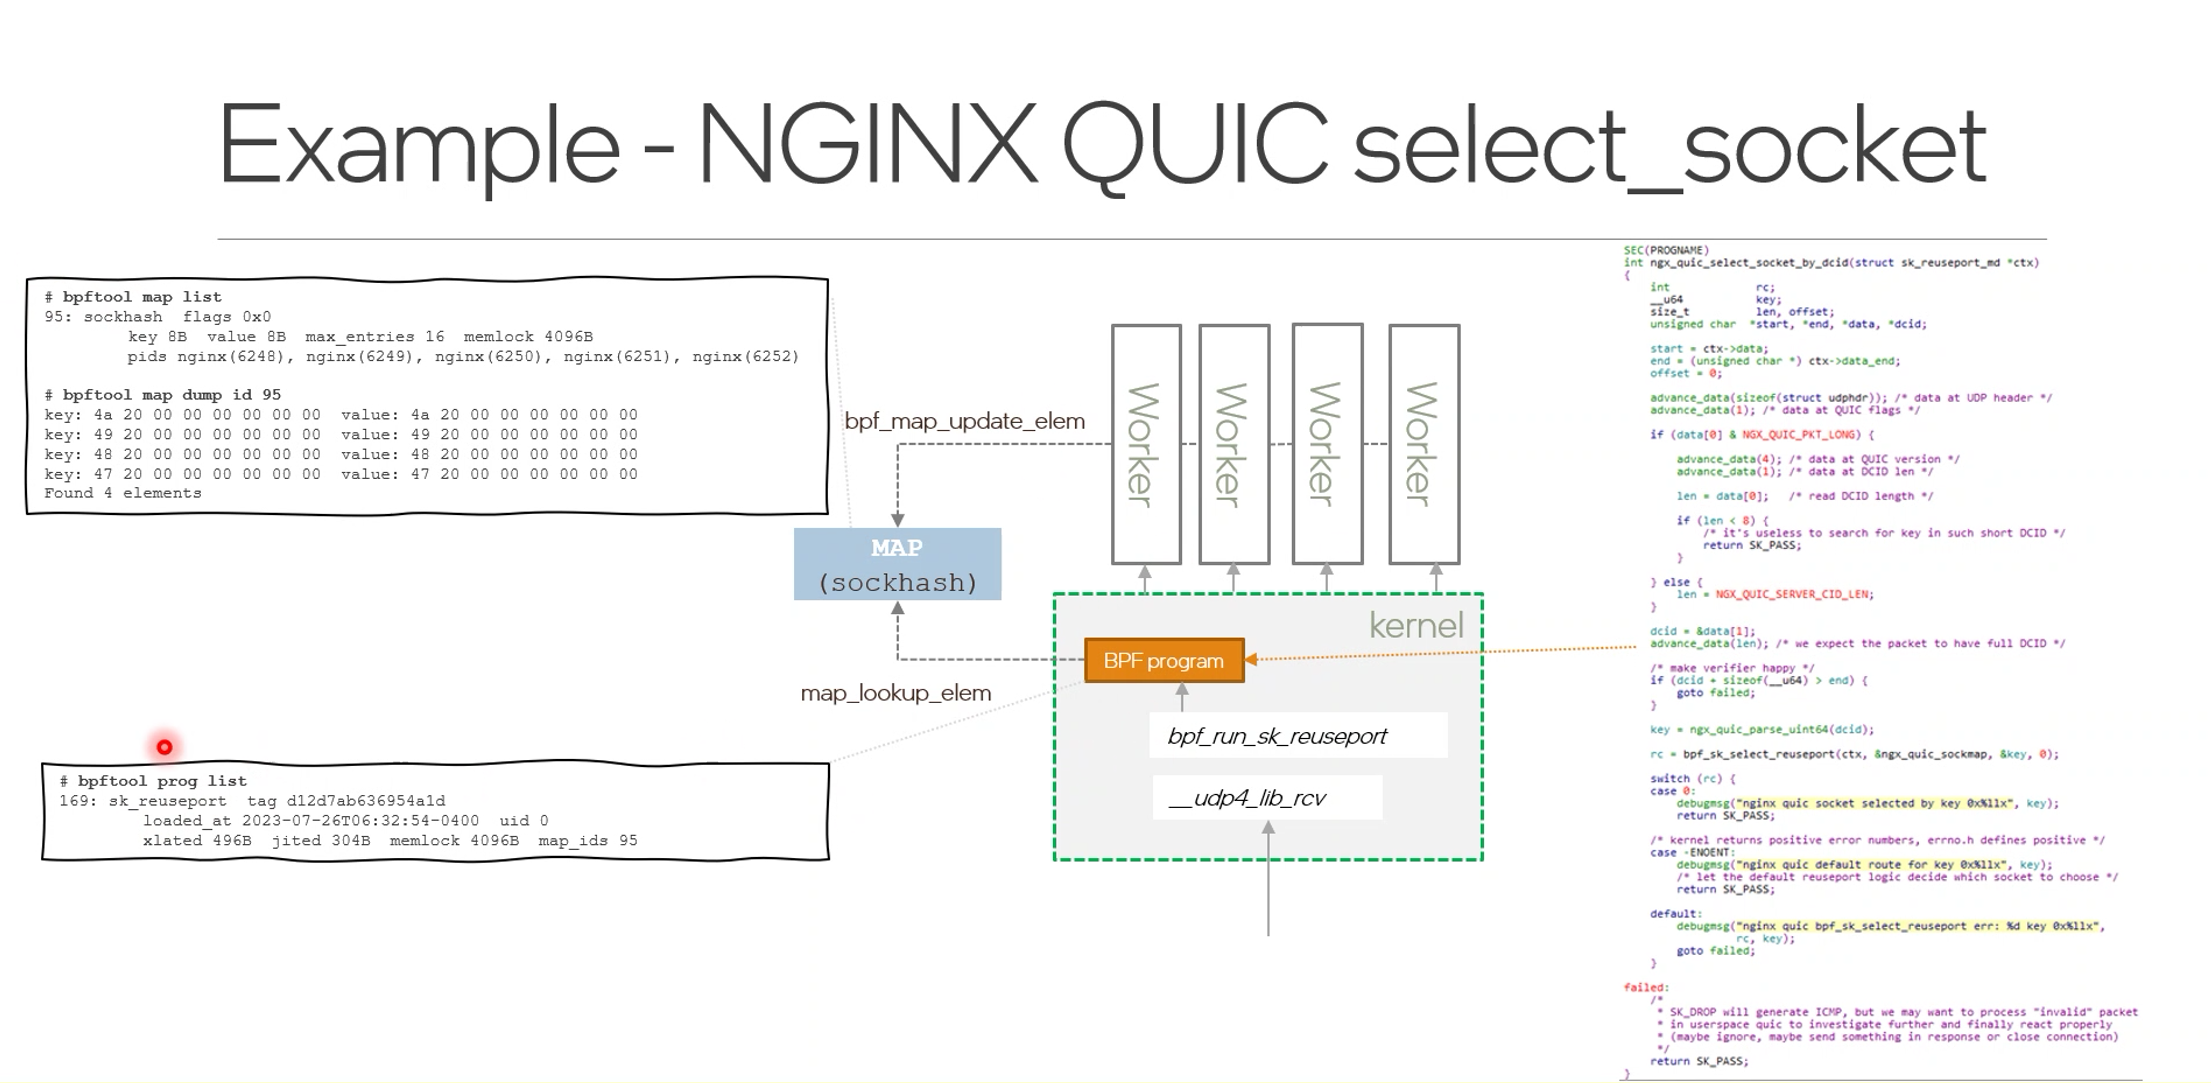 Example - NGINX QUIC select_socket
# bpftool map list
95: sockhash  flags 0x0
key 8B  value 8B  max_entries 16  memlock 4096B
pids nginx(6248), nginx(6249), nginx(6250), nginx(6251), nginx(6252)
# bpftool map dump id 95
key: 4a 20 00 00 00 00 00 00  value: 4a 20 00 00 00 00 00 00
key: 49 20 00 00 00 00 00 00  value: 49 20 00 00 00 00 00 00
key: 48 20 00 00 00 00 00 00  value: 48 20 00 00 00 00 00 00
key: 47 20 00 00 00 00 00 00  value: 47 20 00 00 00 00 00 00
Found 4 elements
bpf_map_update_elem
MAP
(sockhash)
map_lookup_elem
Worker
Worker
Worker
Worker
kernel
BPF program
bpf_run_sk_reuseport
__udp4_lib_rcv
# bpftool prog list
169: sk_reuseport  tag d12d7ab636954a1d
loaded_at 2023-07-26T06:32:54-0400  uid 0
xlated 496B  jited 304B  memlock 4096B  map_ids 95
SEC(PROGNAME)
int ngx_quic_select_socket_by_dcid(struct sk_reuseport_md *ctx)
{
int rc;
__u64 key;
size_t len, offset;
unsigned char *start, *end, *data, *dcid;
start = ctx->data;
end = (unsigned char *) ctx->data_end;
offset = 0;
advance_data(sizeof(struct udphdr)); /* data at UDP header */
advance_data(1); /* data at QUIC flags */
if (data[0] & NGX_QUIC_PKT_LONG) {
advance_data(4); /* data at QUIC version */
advance_data(1); /* data at DCID len */
len = data[0]; /* read DCID length */
if (len < 8) {
/* it's useless to search for key in such short DCID */
return SK_PASS;
}
} else {
len = NGX_QUIC_SERVER_CID_LEN;
}
dcid = &data[1];
advance_data(len); /* we expect the packet to have full DCID */
/* make verifier happy */
if (dcid + sizeof(__u64) > end) {
goto failed;
}
key = ngx_quic_parse_uint64(dcid);
rc = bpf_sk_select_reuseport(ctx, &ngx_quic_sockmap, &key, 0);
switch (rc) {
case 0:
debugmsg("nginx quic socket selected by key 0x%llx", key);
return SK_PASS;
/* kernel returns positive error numbers, errno.h defines positive */
case -ENOENT:
debugmsg("nginx quic default route for key 0x%llx", key);
/* let the default reuseport logic decide which socket to choose */
return SK_PASS;
default:
debugmsg("nginx quic bpf_sk_select_reuseport err: %d key 0x%llx",
rc, key);
goto failed;
}
failed:
/*
* SK_DROP will generate ICMP, but we may want to process "invalid" packet
* in userspace quic to investigate further and finally react properly
* (maybe ignore, maybe send something in response or close connection)
*/
return SK_PASS;
}